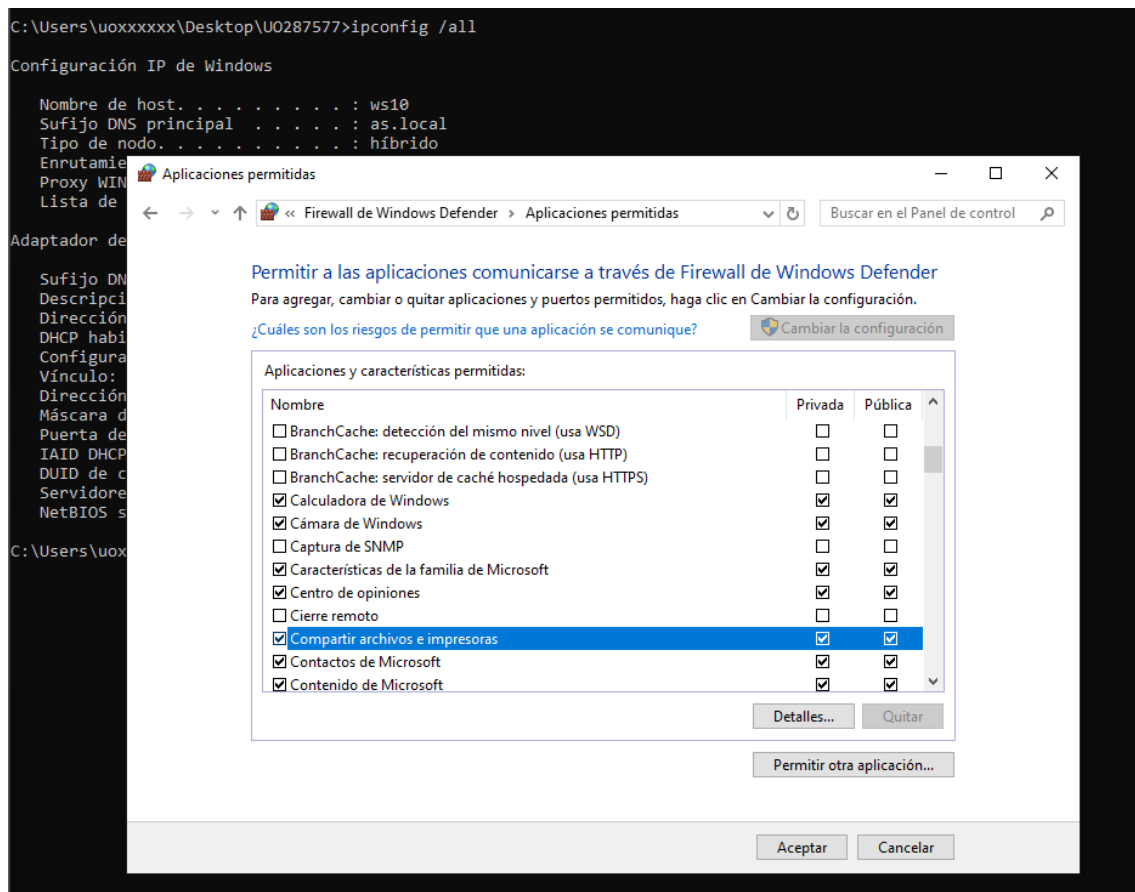 C:\Users\uoxxxxxx\Desktop\UO287577>ipconfig /all
Configuración IP de Windows
Nombre de host. . . . . . . . . : ws10
Sufijo DNS principal . . . . . : as.local
Tipo de nodo. . . . . . . . . . : híbrido
Enrutamie
Proxy WIN
Lista de
Adaptador de
Sufijo DN
Descripci
Dirección
DHCP habi
Configura
Vínculo:
Dirección
Máscara d
Puerta de
IAID DHCP
DUID de c
Servidore
NetBIOS s
C:\Users\uox
Aplicaciones permitidas
« Firewall de Windows Defender > Aplicaciones permitidas
Buscar en el Panel de control
Permitir a las aplicaciones comunicarse a través de Firewall de Windows Defender
Para agregar, cambiar o quitar aplicaciones y puertos permitidos, haga clic en Cambiar la configuración.
¿Cuáles son los riesgos de permitir que una aplicación se comunique?
Cambiar la configuración
Aplicaciones y características permitidas:
Nombre Privada Pública
BranchCache: detección del mismo nivel (usa WSD)
BranchCache: recuperación de contenido (usa HTTP)
BranchCache: servidor de caché hospedada (usa HTTPS)
Calculadora de Windows
Cámara de Windows
Captura de SNMP
Características de la familia de Microsoft
Centro de opiniones
Cierre remoto
Compartir archivos e impresoras
Contactos de Microsoft
Contenido de Microsoft
Detalles... Quitar
Permitir otra aplicación...
Aceptar Cancelar